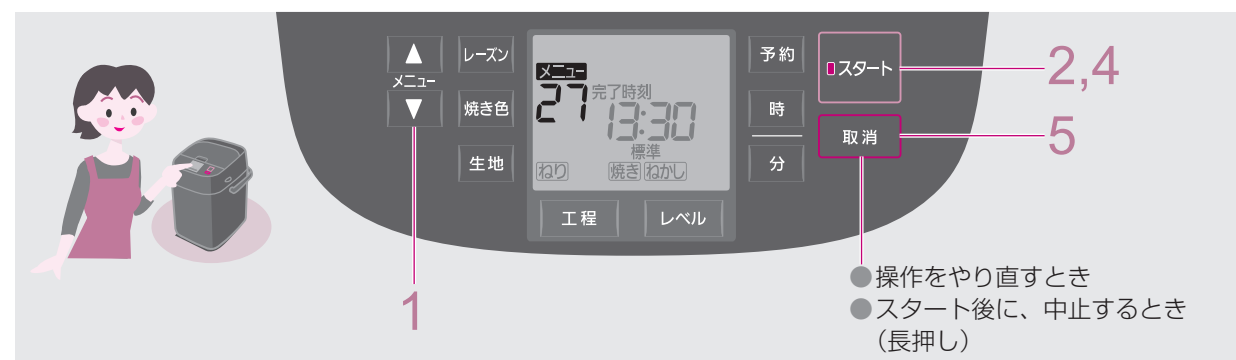 レーズン
メニュー
焼き色
生地
メニュー
27
完了時刻
13:30
標準
ねり
焼き
ねかし
工程
レベル
予約
時
分
スタート
取消
2,4
5
1
●操作をやり直すとき
●スタート後に、中止するとき
(長押し)